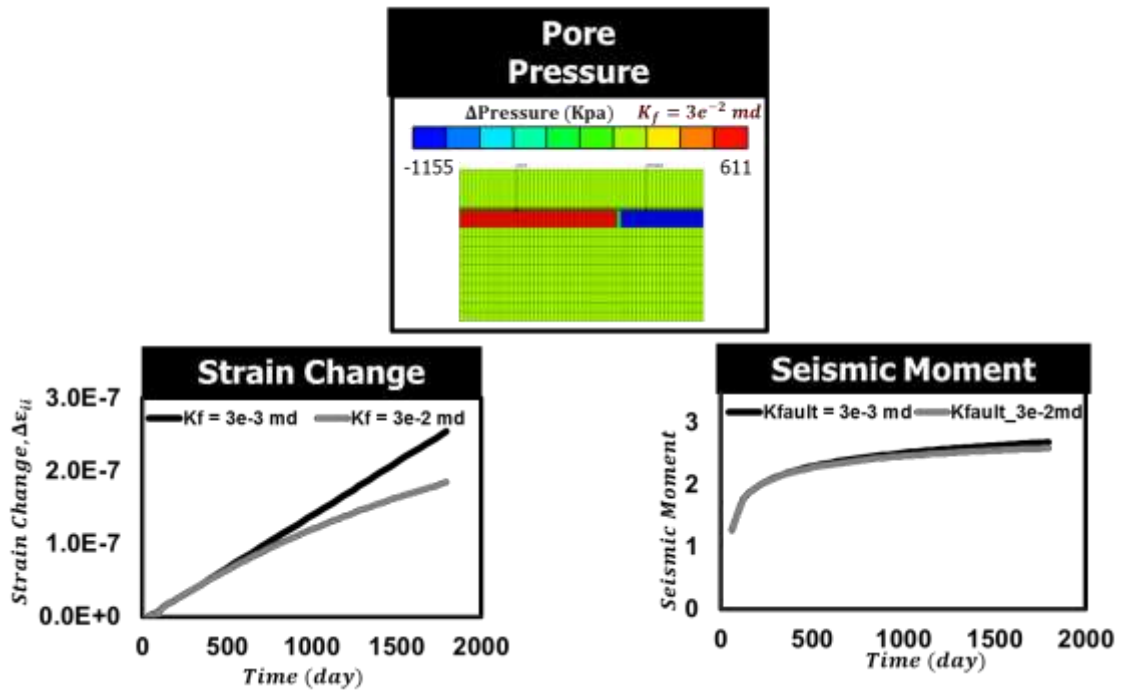 Pore
Pressure
ΔPressure (Kpa) K_f = 3e⁻² md
-1155 611
Strain Change
3.0E-7
2.0E-7
1.0E-7
0.0E+0
Kf = 3e-3 md Kf = 3e-2 md
Strain Change, Δε_ii
0 500 1000 1500 2000
Time (day)
Seismic Moment
Kfault = 3e-3 md Kfault_3e-2md
3
2
1
0
Seismic Moment
0 500 1000 1500 2000
Time (day)